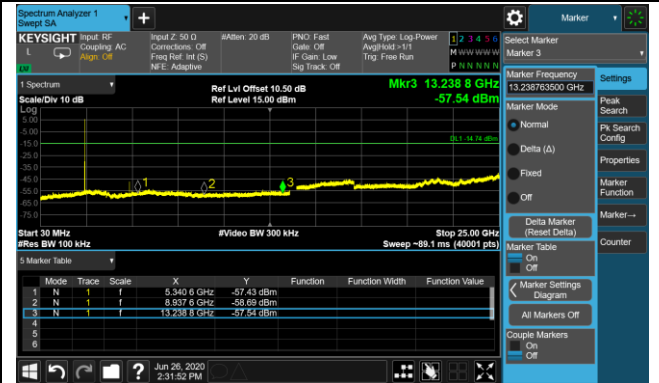 Spectrum Analyzer 1
Swept SA
Marker
KEYSIGHT
L
Input: RF
Coupling: AC
Align: Off
Input Z: 50 Ω
Corrections: Off
Freq Ref: Int (S)
NFE: Adaptive
#Atten: 20 dB
PNO: Fast
Gate: Off
IF Gain: Low
Sig Track: Off
Avg Type: Log-Power
Avg|Hold:>1/1
Trig: Free Run
1 2 3 4 5 6
M W W W W W
P N N N N N
1 Spectrum
Scale/Div 10 dB
Ref Lvl Offset 10.50 dB
Ref Level 15.00 dBm
Mkr3 13.238 8 GHz
-57.54 dBm
Log
5.00
-5.00
-15.0
DL1 -14.74 dBm
-25.0
-35.0
-45.0
-55.0
-65.0
-75.0
1
2
3
Start 30 MHz
#Res BW 100 kHz
#Video BW 300 kHz
Stop 25.00 GHz
Sweep ~89.1 ms (40001 pts)
5 Marker Table
Mode Trace Scale X Y Function Function Width Function Value
1 N 1 f 5.340 6 GHz -57.43 dBm
2 N 1 f 8.937 6 GHz -58.69 dBm
3 N 1 f 13.238 8 GHz -57.54 dBm
4
5
6
?
Jun 26, 2020
2:31:52 PM
Select Marker
Marker 3
Marker Frequency
13.238763500 GHz
Marker Mode
Normal
Delta (Δ)
Fixed
Off
Delta Marker
(Reset Delta)
Marker Table
On
Off
Marker Settings
Diagram
All Markers Off
Couple Markers
On
Off
Settings
Peak
Search
Pk Search
Config
Properties
Marker
Function
Marker→
Counter